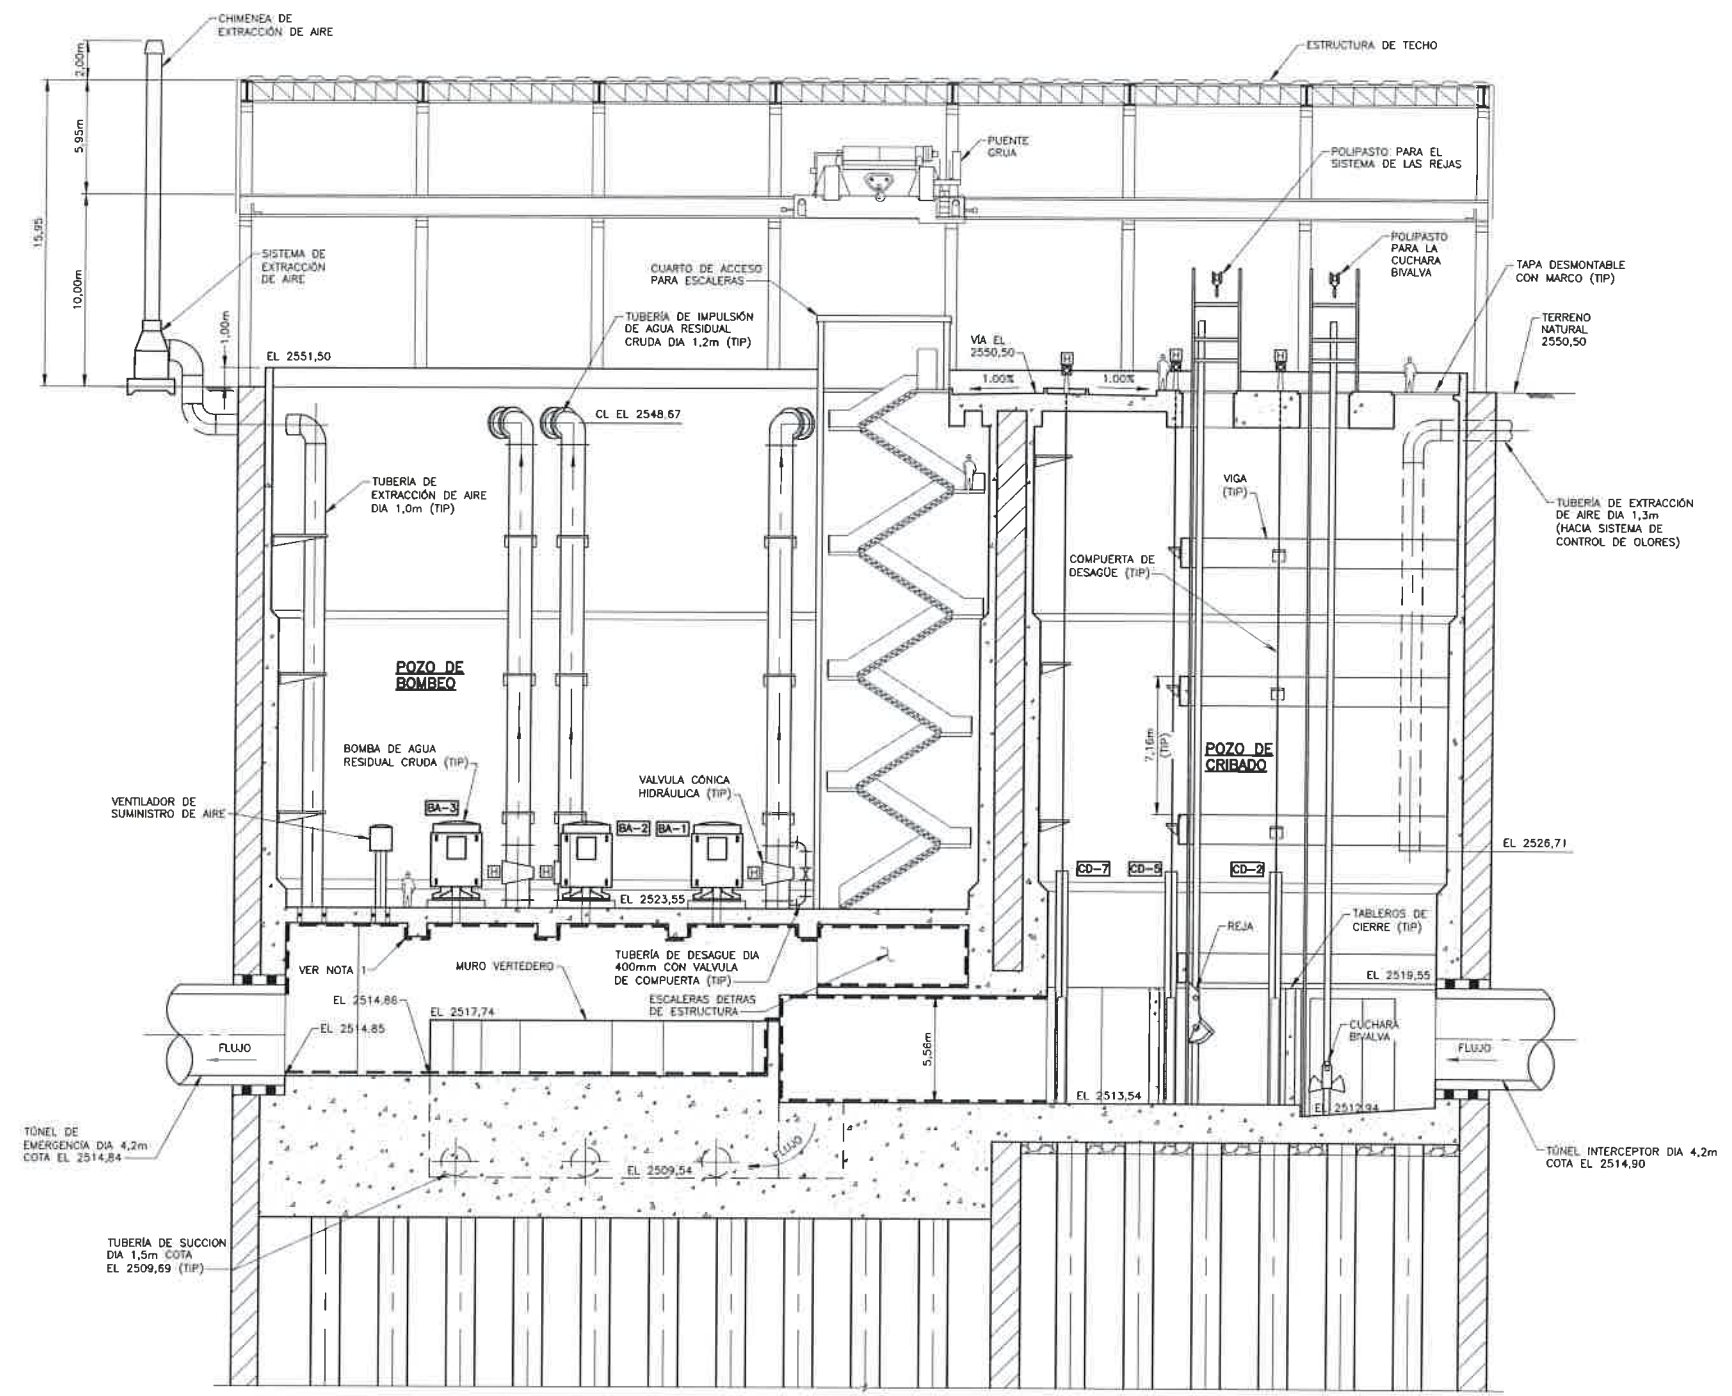 CHIMENEA DE
EXTRACCIÓN DE AIRE
2,00m
ESTRUCTURA DE TECHO
5,95m
PUENTE
GRUA
POLIPASTO PARA EL
SISTEMA DE LAS REJAS
15,95
10,00m
SISTEMA DE
EXTRACCIÓN
DE AIRE
CUARTO DE ACCESO
PARA ESCALERAS
POLIPASTO
PARA LA
CUCHARA
BIVALVA
TAPA DESMONTABLE
CON MARCO (TIP)
1,00m
TUBERÍA DE IMPULSIÓN
DE AGUA RESIDUAL
CRUDA DIA 1,2m (TIP)
TERRENO
NATURAL
2550,50
EL 2551,50
VÍA EL
2550,50
H
H
H
1.00%
1.00%
CL EL 2548,67
TUBERÍA DE
EXTRACCIÓN DE AIRE
DIA 1,0m (TIP)
VIGA
(TIP)
TUBERÍA DE EXTRACCIÓN
DE AIRE DIA 1,3m
(HACIA SISTEMA DE
CONTROL DE OLORES)
COMPUERTA DE
DESAGÜE (TIP)
POZO DE
BOMBEO
7,16m
(TIP)
POZO DE
CRIBADO
BOMBA DE AGUA
RESIDUAL CRUDA (TIP)
VALVULA CÓNICA
HIDRÁULICA (TIP)
VENTILADOR DE
SUMINISTRO DE AIRE
BA-3
BA-2
BA-1
EL 2526,71
H
H
H
CD-7
CD-5
CD-2
EL 2523,55
TABLEROS DE
CIERRE (TIP)
REJA
VER NOTA 1
MURO VERTEDERO
TUBERÍA DE DESAGUE DIA
400mm CON VALVULA
DE COMPUERTA (TIP)
EL 2519,55
EL 2514,86
ESCALERAS DETRAS
DE ESTRUCTURA
EL 2517,74
EL 2514,85
CUCHARA
BIVALVA
FLUJO
5,56m
FLUJO
EL 2513,54
EL 2512,94
TÚNEL DE
EMERGENCIA DIA 4,2m
COTA EL 2514,84
FLUJO
EL 2509,54
TÚNEL INTERCEPTOR DIA 4,2m
COTA EL 2514,90
TUBERÍA DE SUCCION
DIA 1,5m COTA
EL 2509,69 (TIP)